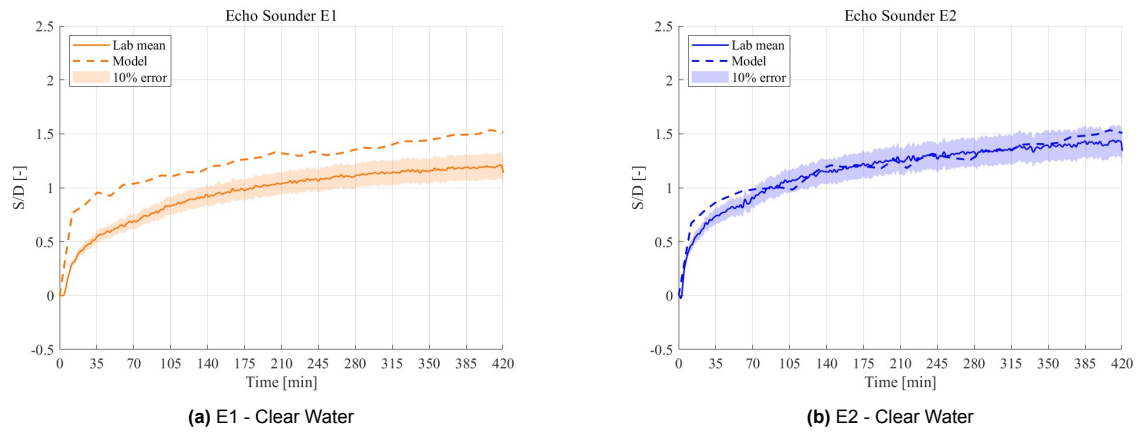 Echo Sounder E1
2.5
2
1.5
1
0.5
0
-0.5
S/D [-]
Lab mean
Model
10% error
0 35 70 105 140 175 210 245 280 315 350 385 420
Time [min]
(a) E1 - Clear Water
Echo Sounder E2
2.5
2
1.5
1
0.5
0
-0.5
S/D [-]
Lab mean
Model
10% error
0 35 70 105 140 175 210 245 280 315 350 385 420
Time [min]
(b) E2 - Clear Water